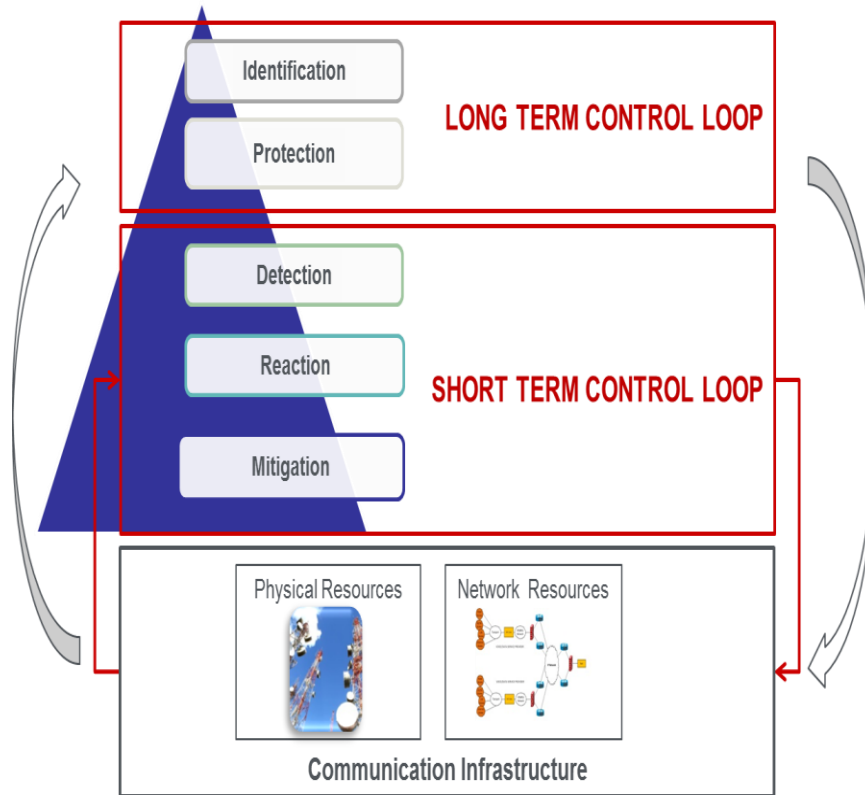 Identification
LONG TERM CONTROL LOOP
Protection
Detection
Reaction
SHORT TERM CONTROL LOOP
Mitigation
Physical Resources
Network Resources
Communication Infrastructure